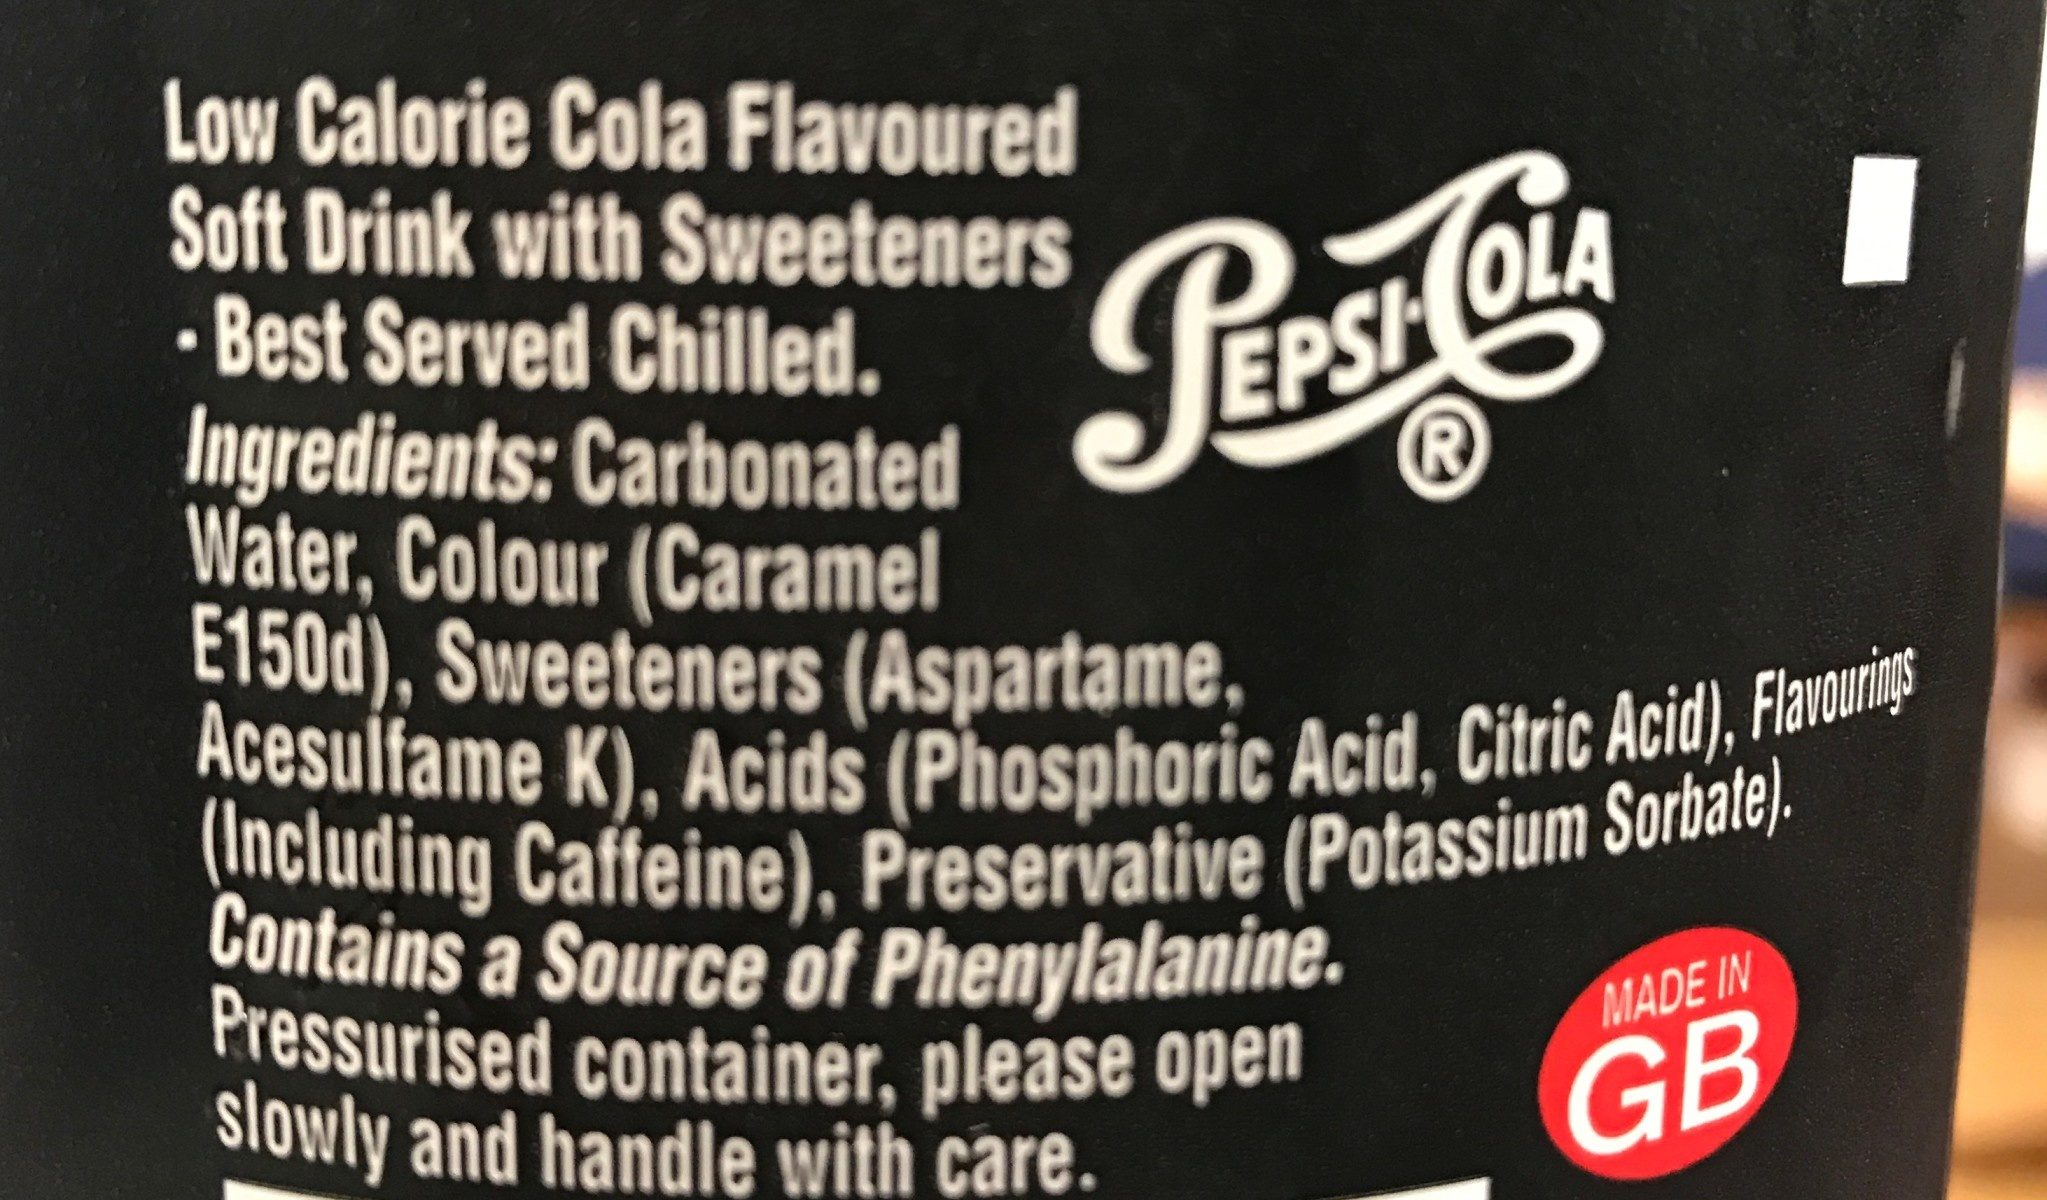 Low Calorie Cola Flavoured
Soft Drink with Sweeteners
- Best Served Chilled.
PEPSI-COLA
®
Ingredients: Carbonated
Water, Colour (Caramel
E150d), Sweeteners (Aspartame,
Acesulfame K), Acids (Phosphoric Acid, Citric Acid), Flavourings
(Including Caffeine), Preservative (Potassium Sorbate).
Contains a Source of Phenylalanine.
Pressurised container, please open
slowly and handle with care.
MADE IN
GB